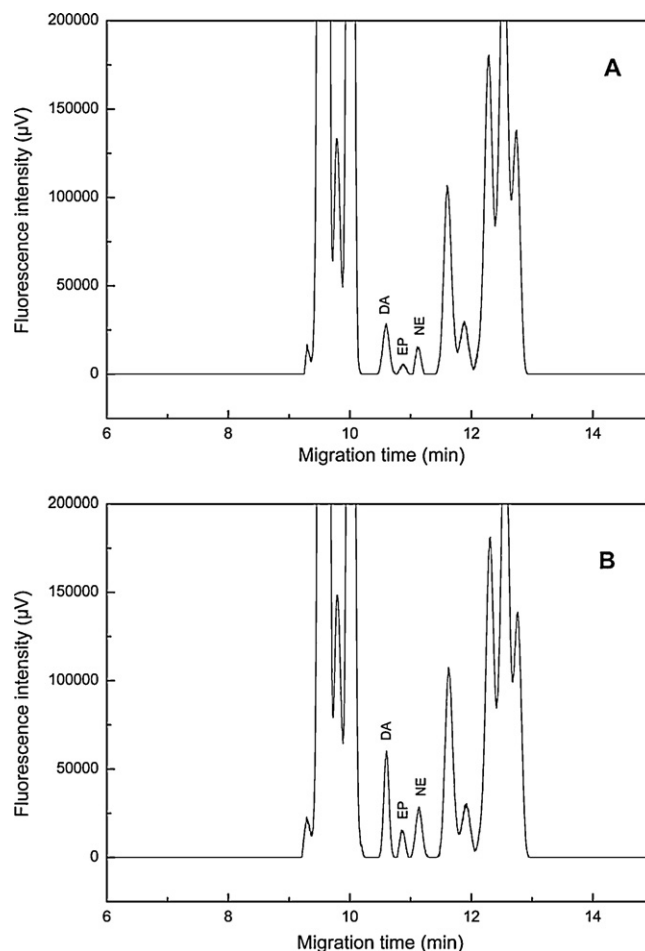 200000
A
150000
Fluorescence intensity (µV)
100000
50000
DA
EP
NE
0
6 8 10 12 14
Migration time (min)
200000
B
150000
Fluorescence intensity (µV)
100000
DA
50000
EP
NE
0
6 8 10 12 14
Migration time (min)